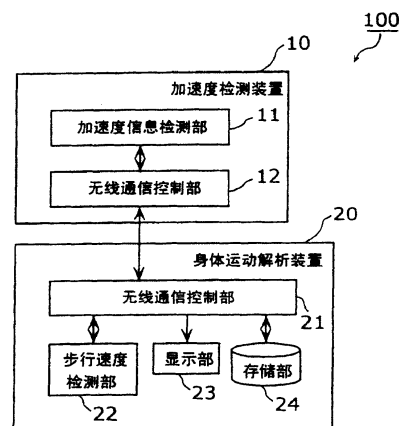 100
10
加速度检测装置
加速度信息检测部
11
无线通信控制部
12
20
身体运动解析装置
无线通信控制部
21
步行速度
检测部
22
显示部
23
存储部
24